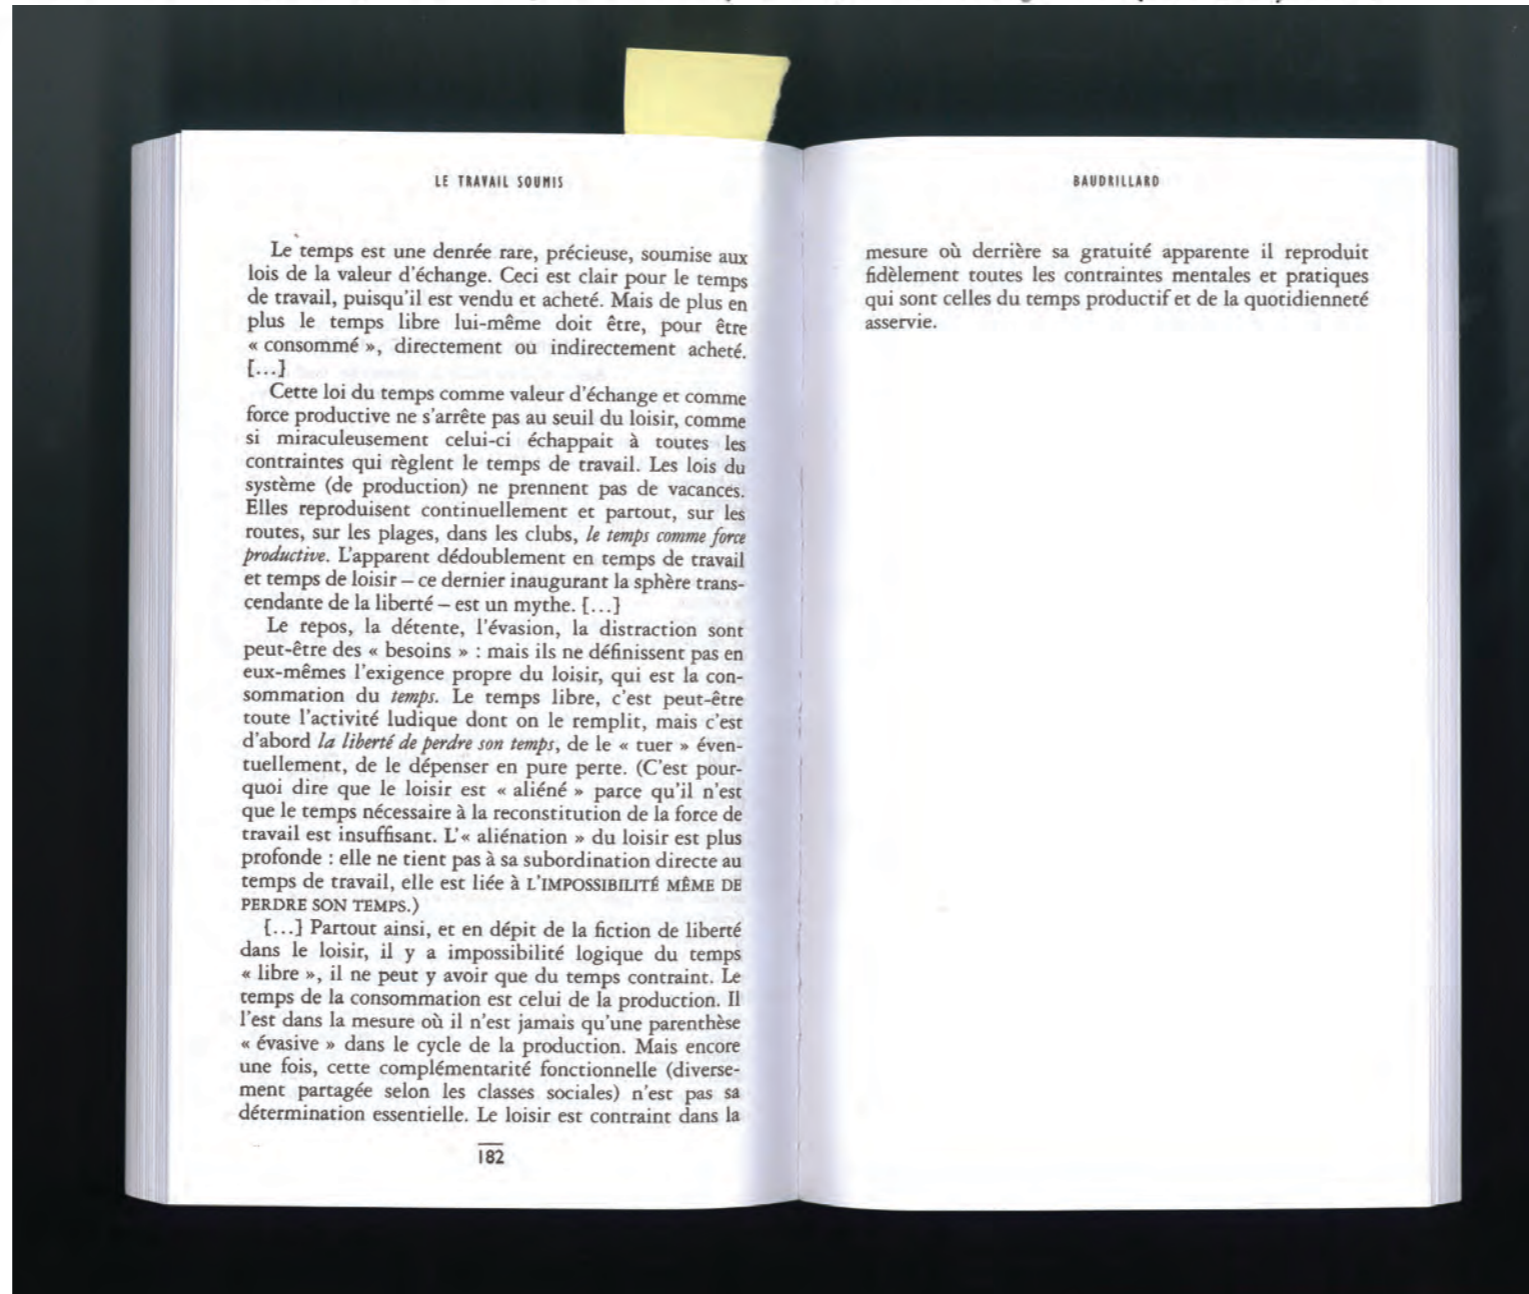 LE TRAVAIL SOUMIS
Le temps est une denrée rare, précieuse, soumise aux
lois de la valeur d'échange. Ceci est clair pour le temps
de travail, puisqu'il est vendu et acheté. Mais de plus en
plus le temps libre lui-même doit être, pour être
« consommé », directement ou indirectement acheté.
[...]
Cette loi du temps comme valeur d'échange et comme
force productive ne s'arrête pas au seuil du loisir, comme
si miraculeusement celui-ci échappait à toutes les
contraintes qui règlent le temps de travail. Les lois du
système (de production) ne prennent pas de vacances.
Elles reproduisent continuellement et partout, sur les
routes, sur les plages, dans les clubs, le temps comme force
productive. L'apparent dédoublement en temps de travail
et temps de loisir – ce dernier inaugurant la sphère trans-
cendante de la liberté – est un mythe. [...]
Le repos, la détente, l'évasion, la distraction sont
peut-être des « besoins » : mais ils ne définissent pas en
eux-mêmes l'exigence propre du loisir, qui est la con-
sommation du temps. Le temps libre, c'est peut-être
toute l'activité ludique dont on le remplit, mais c'est
d'abord la liberté de perdre son temps, de le « tuer » éven-
tuellement, de le dépenser en pure perte. (C'est pour-
quoi dire que le loisir est « aliéné » parce qu'il n'est
que le temps nécessaire à la reconstitution de la force de
travail est insuffisant. L'« aliénation » du loisir est plus
profonde : elle ne tient pas à sa subordination directe au
temps de travail, elle est liée à L'IMPOSSIBILITÉ MÊME DE
PERDRE SON TEMPS.)
[...] Partout ainsi, et en dépit de la fiction de liberté
dans le loisir, il y a impossibilité logique du temps
« libre », il ne peut y avoir que du temps contraint. Le
temps de la consommation est celui de la production. Il
l'est dans la mesure où il n'est jamais qu'une parenthèse
« évasive » dans le cycle de la production. Mais encore
une fois, cette complémentarité fonctionnelle (diverse-
ment partagée selon les classes sociales) n'est pas sa
détermination essentielle. Le loisir est contraint dans la
182
BAUDRILLARD
mesure où derrière sa gratuité apparente il reproduit
fidèlement toutes les contraintes mentales et pratiques
qui sont celles du temps productif et de la quotidienneté
asservie.